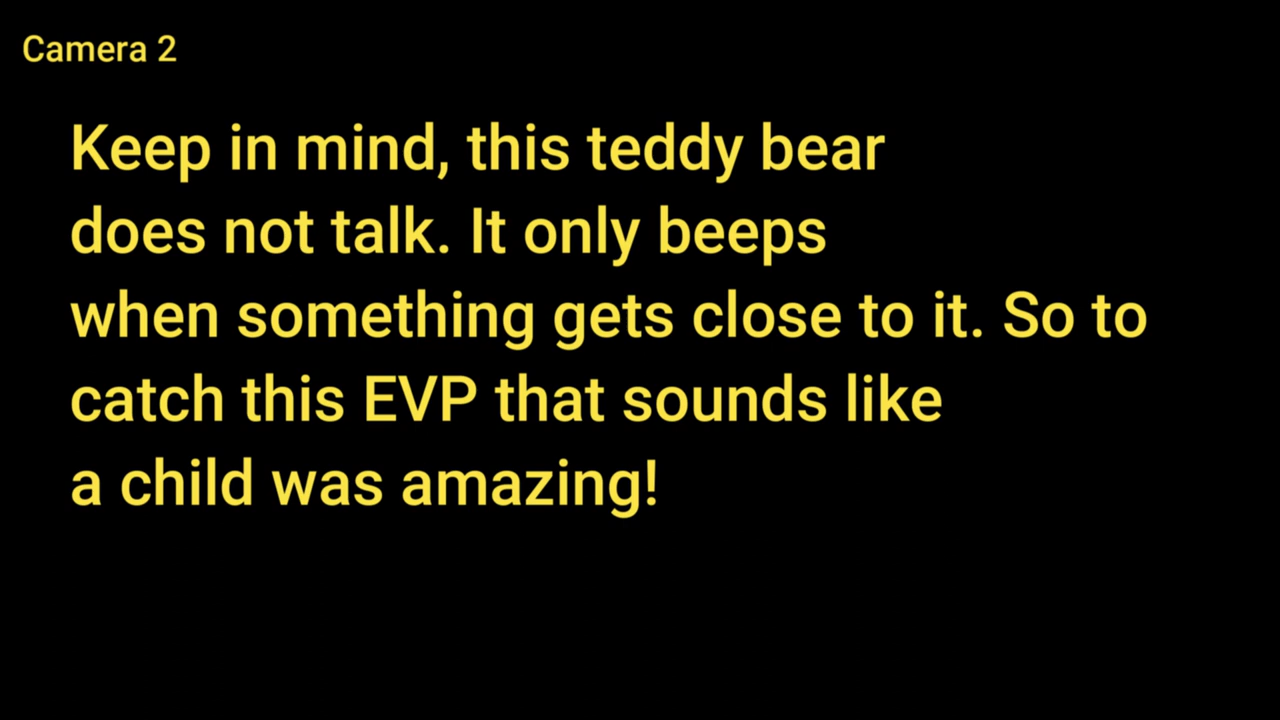 Camera 2
Keep in mind, this teddy bear
does not talk. It only beeps
when something gets close to it. So to
catch this EVP that sounds like
a child was amazing!